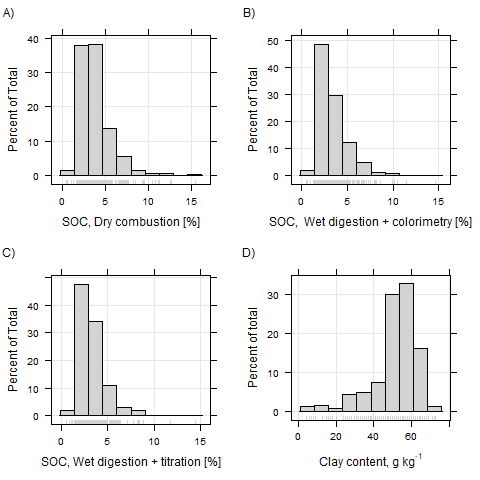 A)
Percent of Total
40
30
20
10
0
0 5 10 15
SOC, Dry combustion [%]
B)
Percent of Total
50
40
30
20
10
0
0 5 10 15
SOC, Wet digestion + colorimetry [%]
C)
Percent of Total
40
30
20
10
0
0 5 10 15
SOC, Wet digestion + titration [%]
D)
Percent of total
30
20
10
0
0 20 40 60
Clay content, g kg⁻¹